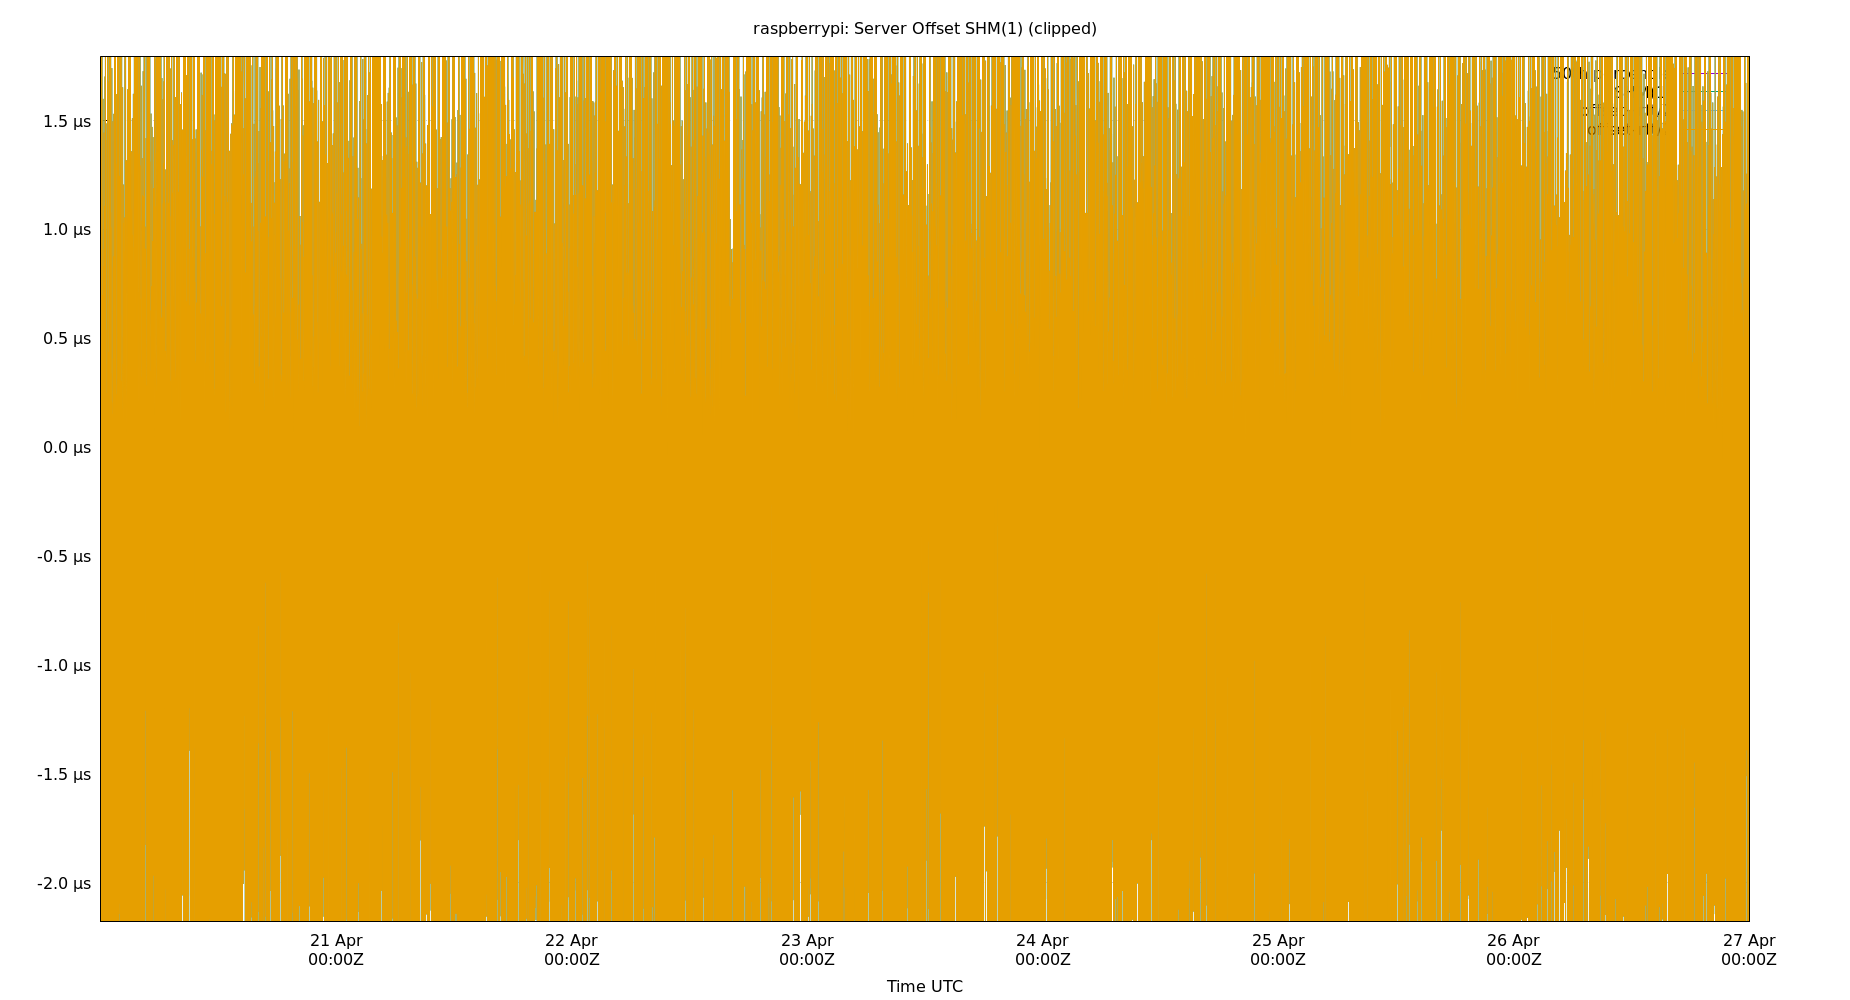 raspberrypi: Server Offset SHM(1) (clipped)
1.5 µs
1.0 µs
0.5 µs
0.0 µs
-0.5 µs
-1.0 µs
-1.5 µs
-2.0 µs
21 Apr 22 Apr 23 Apr 24 Apr 25 Apr 26 Apr 27 Apr
00:00Z 00:00Z 00:00Z 00:00Z 00:00Z 00:00Z 00:00Z
Time UTC